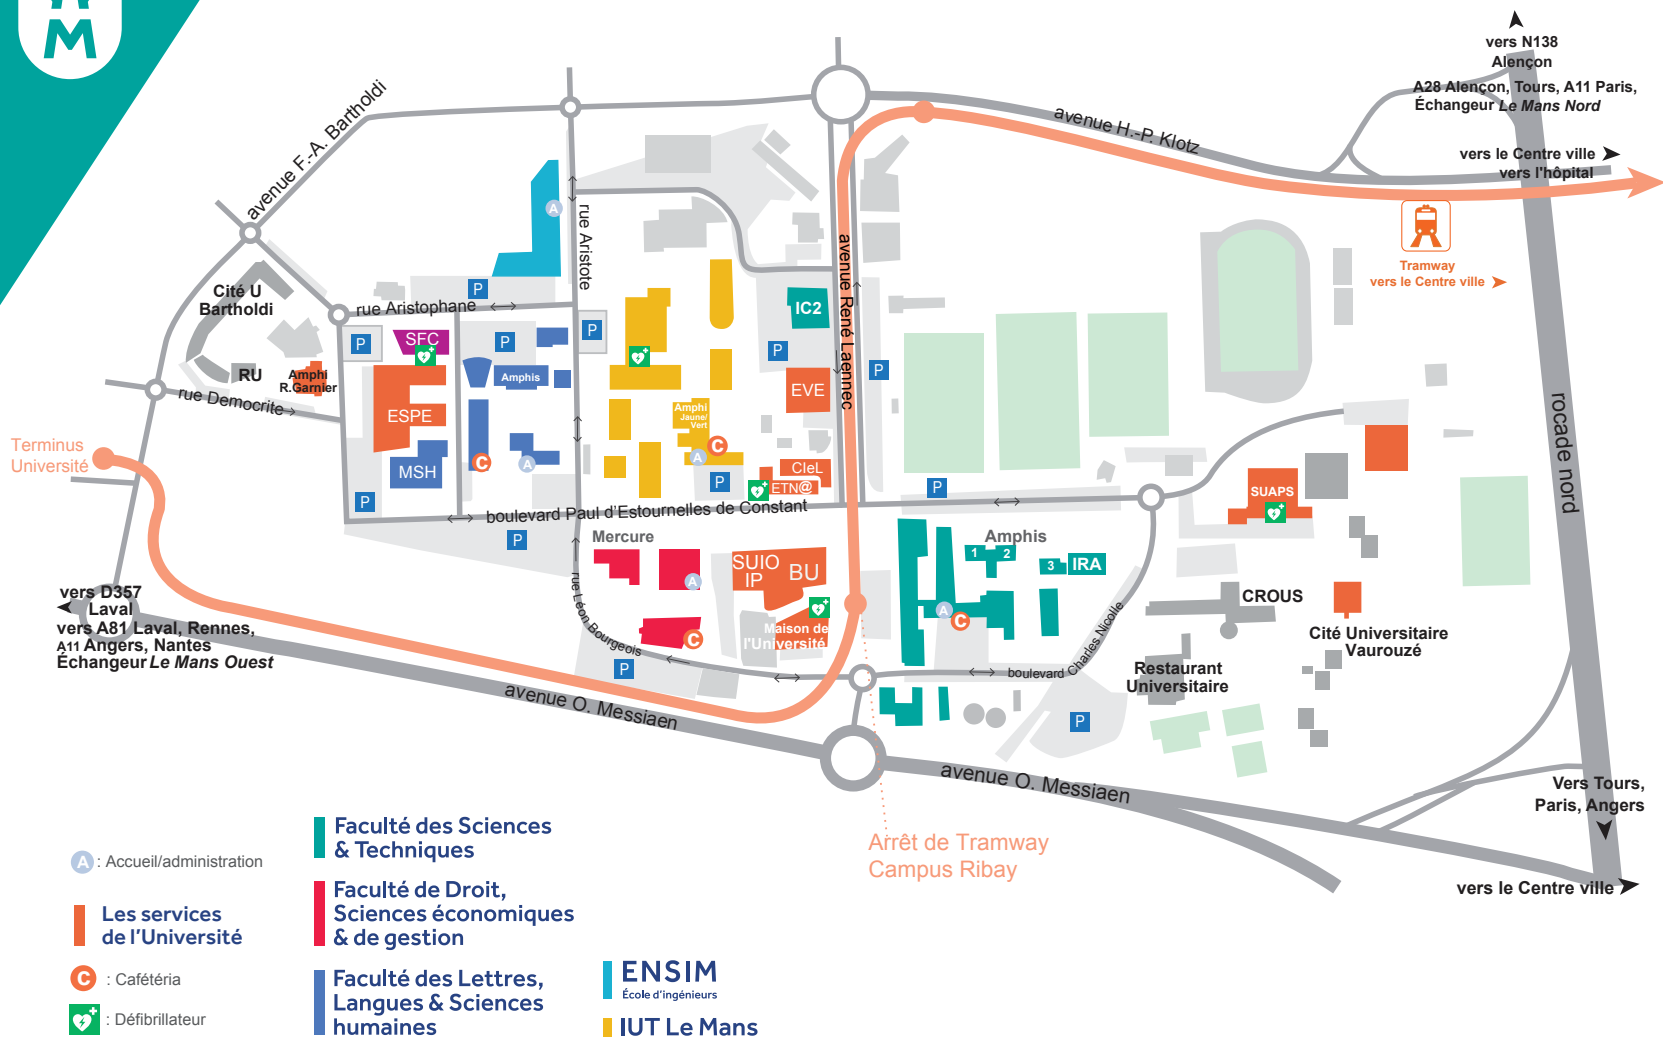 M
vers N138
Alençon
A28 Alençon, Tours, A11 Paris,
Échangeur Le Mans Nord
avenue H.-P. Klotz
vers le Centre ville
vers l'hôpital
avenue F.-A. Bartholdi
A
rue Aristote
avenue René Laennec
Tramway
vers le Centre ville
Cité U
Bartholdi
P
rue Aristophane
IC2
SFC
P
P
P
P
P
RU
Amphi
R.Garnier
Amphis
EVE
rue Democrite
ESPE
Amphi
Jaune/
Vert
rocade nord
Terminus
Université
MSH
C
A
C
A
CIeL
ETN@
P
P
P
SUAPS
boulevard Paul d'Estournelles de Constant
P
Mercure
Amphis
1
2
3
IRA
SUIO
IP
BU
A
vers D357
Laval
vers A81 Laval, Rennes,
A11 Angers, Nantes
Échangeur Le Mans Ouest
rue Léon Bourgeois
C
Maison de
l'Université
A
C
boulevard Charles Nicolle
CROUS
Cité Universitaire
Vaurouzé
Restaurant
Universitaire
P
P
avenue O. Messiaen
avenue O. Messiaen
Vers Tours,
Paris, Angers
Arrêt de Tramway
Campus Ribay
vers le Centre ville
A : Accueil/administration
Les services
de l'Université
C : Cafétéria
: Défibrillateur
Faculté des Sciences
& Techniques
Faculté de Droit,
Sciences économiques
& de gestion
Faculté des Lettres,
Langues & Sciences
humaines
ENSIM
École d'ingénieurs
IUT Le Mans